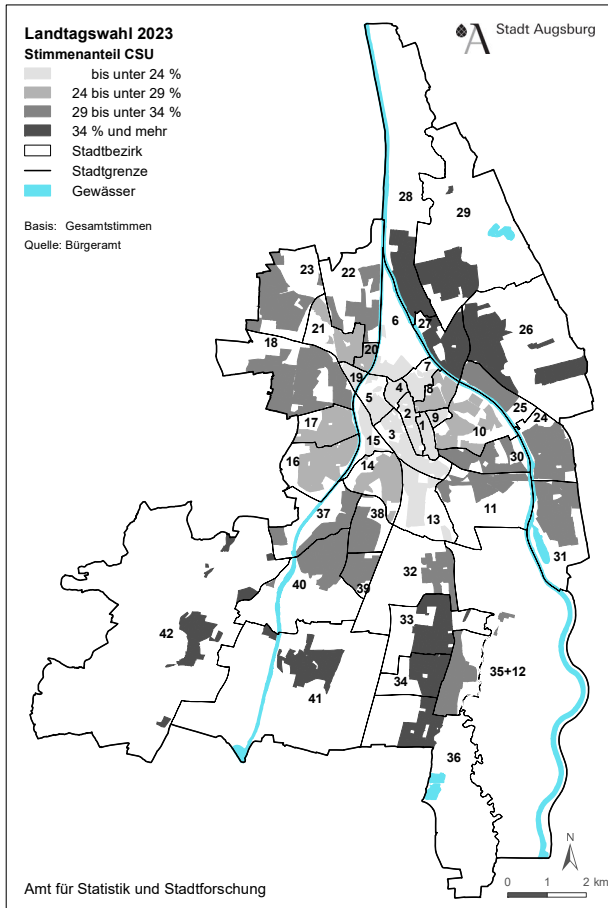 Landtagswahl 2023
Stimmenanteil CSU
bis unter 24 %
24 bis unter 29 %
29 bis unter 34 %
34 % und mehr
Stadtbezirk
Stadtgrenze
Gewässer
Basis: Gesamtstimmen
Quelle: Bürgeramt
A Stadt Augsburg
28
29
23
22
6
27
26
21
18
20
7
19
4
8
5
2
25
24
17
9
1
10
3
15
30
16
14
11
37
38
13
31
32
40
39
33
42
35+12
34
41
36
N
0 1 2 km
Amt für Statistik und Stadtforschung